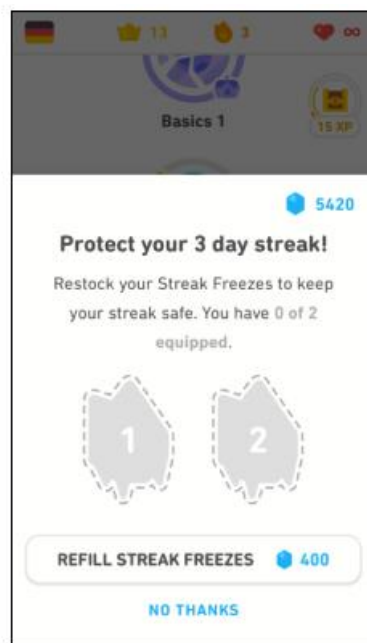 13 3 ∞
Basics 1
15 XP
5420
Protect your 3 day streak!
Restock your Streak Freezes to keep
your streak safe. You have 0 of 2
equipped.
1 2
REFILL STREAK FREEZES 400
NO THANKS